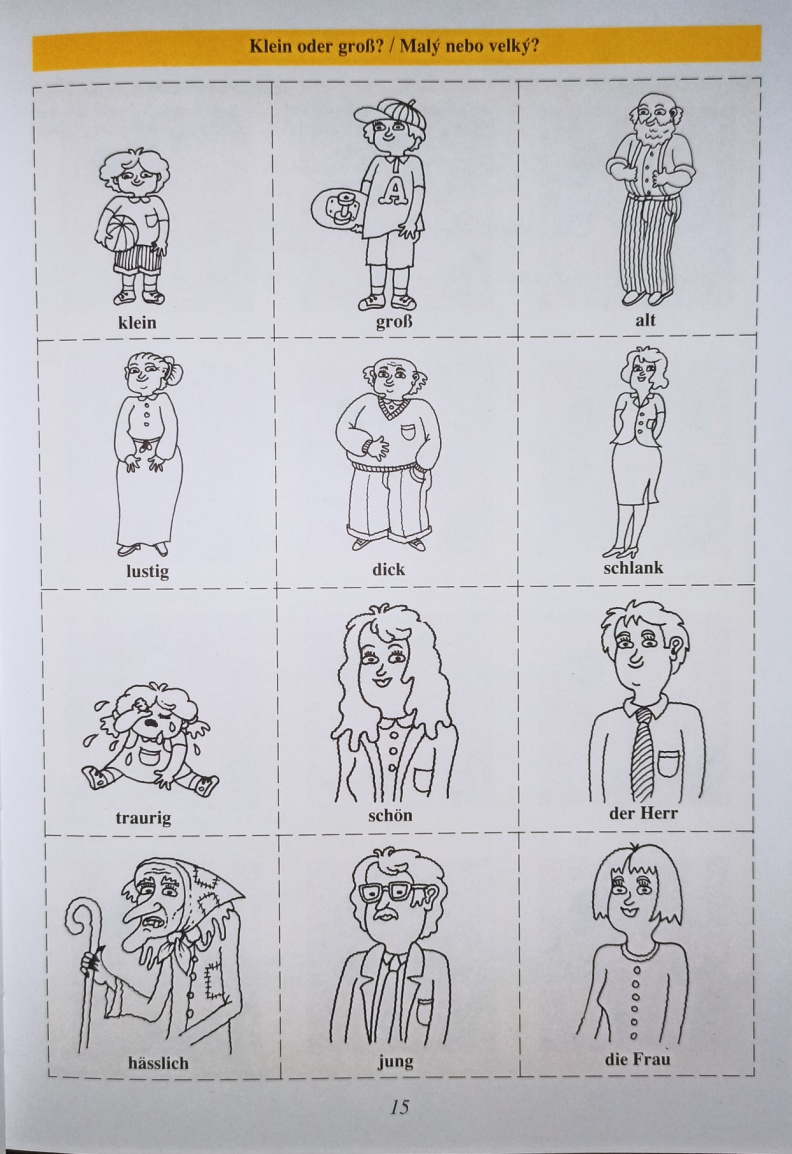 Klein oder groß? / Malý nebo velký?
A
klein
groß
alt
lustig
dick
schlank
traurig
schön
der Herr
hässlich
jung
die Frau
15